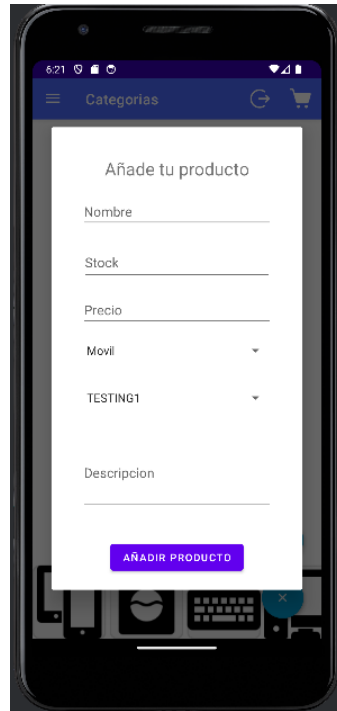 6:21
Categorias
Añade tu producto
Nombre
Stock
Precio
Movil
TESTING1
Descripcion
AÑADIR PRODUCTO